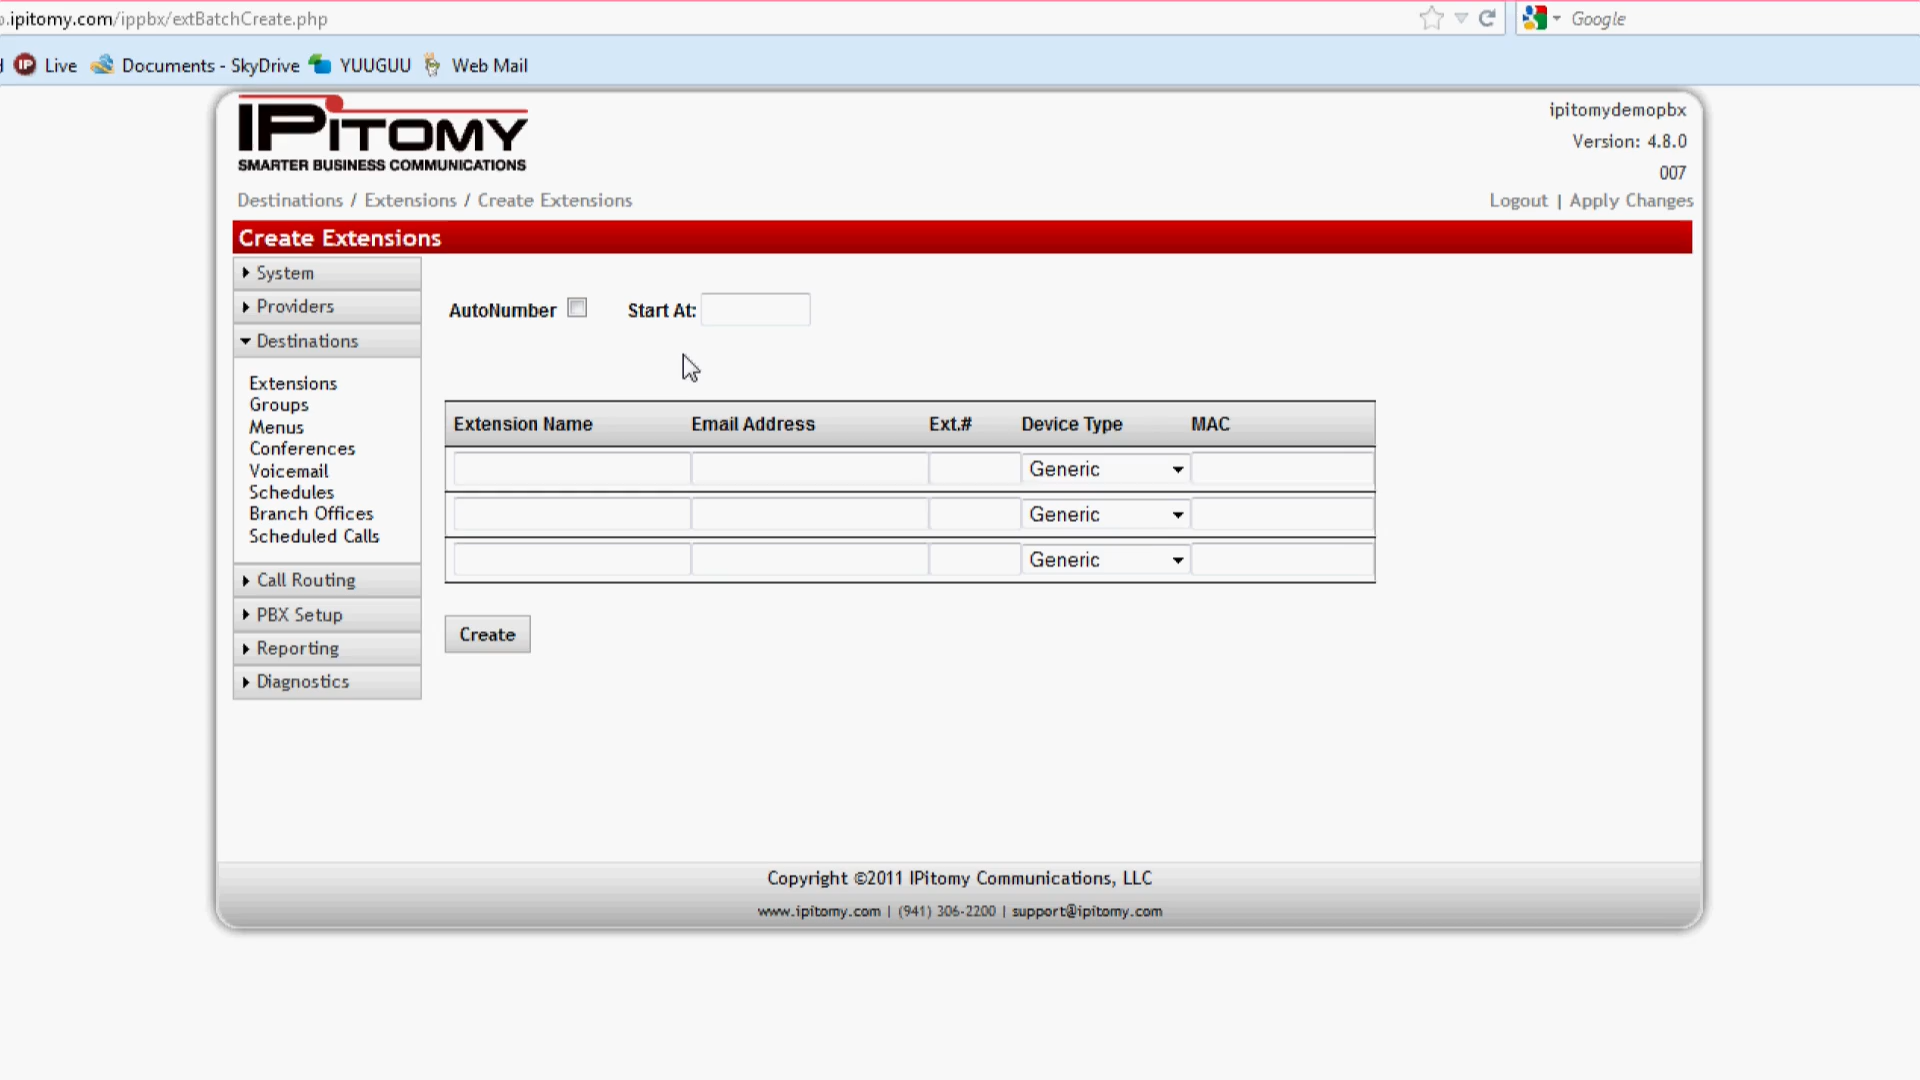 .ipitomy.com/ippbx/extBatchCreate.php
Google
Live Documents - SkyDrive YUUGUU Web Mail
IPITOMY
SMARTER BUSINESS COMMUNICATIONS
ipitomydemopbx
Version: 4.8.0
007
Destinations / Extensions / Create Extensions
Logout | Apply Changes
Create Extensions
System
Providers
Destinations
Extensions
Groups
Menus
Conferences
Voicemail
Schedules
Branch Offices
Scheduled Calls
Call Routing
PBX Setup
Reporting
Diagnostics
AutoNumber Start At:
Extension Name Email Address Ext.# Device Type MAC
Generic
Generic
Generic
Create
Copyright ©2011 IPitomy Communications, LLC
www.ipitomy.com | (941) 306-2200 | support@ipitomy.com